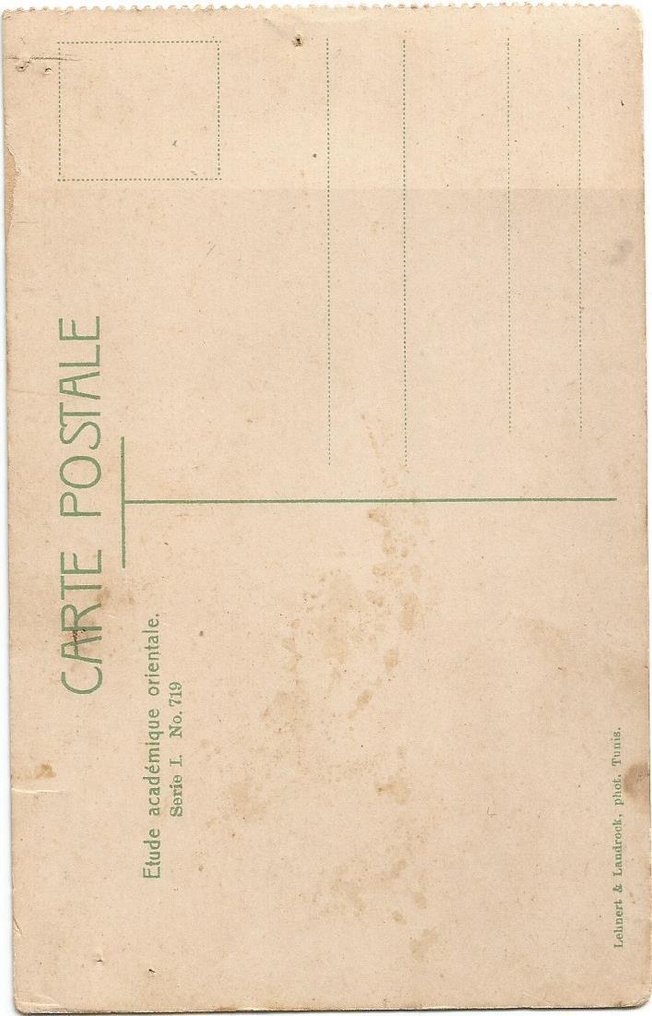 CARTE POSTALE
Etude académique orientale.
Serie I. No. 719
Lehnert & Landrock, phot. Tunis.